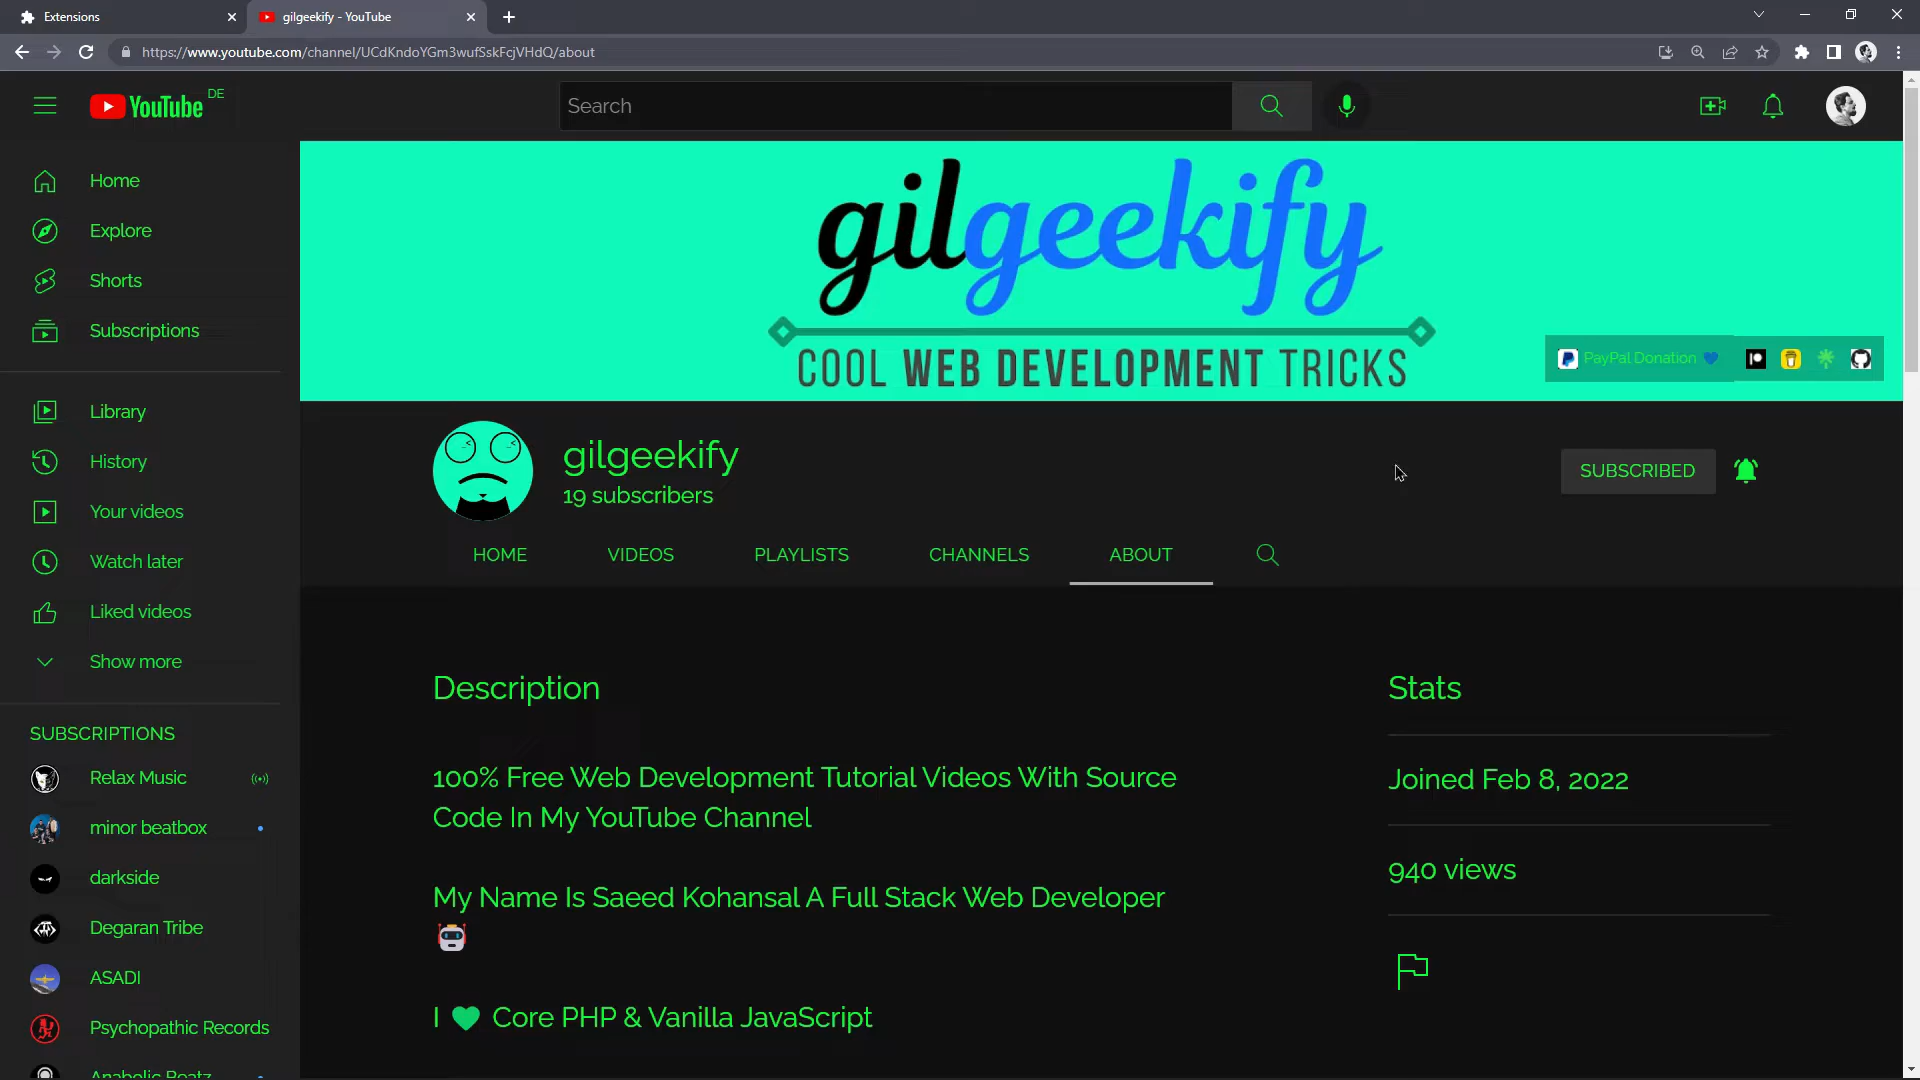 Extensions
gilgeekify - YouTube
https://www.youtube.com/channel/UCdKndoYGm3wufSskFcjVHdQ/about
YouTube DE
Search
Home
Explore
Shorts
Subscriptions
Library
History
Your videos
Watch later
Liked videos
Show more
SUBSCRIPTIONS
Relax Music
minor beatbox
darkside
Degaran Tribe
ASADI
Psychopathic Records
Anabolic Beatz
gilgeekify
COOL WEB DEVELOPMENT TRICKS
PayPal Donation
gilgeekify
19 subscribers
SUBSCRIBED
HOME
VIDEOS
PLAYLISTS
CHANNELS
ABOUT
Description
100% Free Web Development Tutorial Videos With Source
Code In My YouTube Channel
My Name Is Saeed Kohansal A Full Stack Web Developer
🤖
I 💚 Core PHP & Vanilla JavaScript
Stats
Joined Feb 8, 2022
940 views